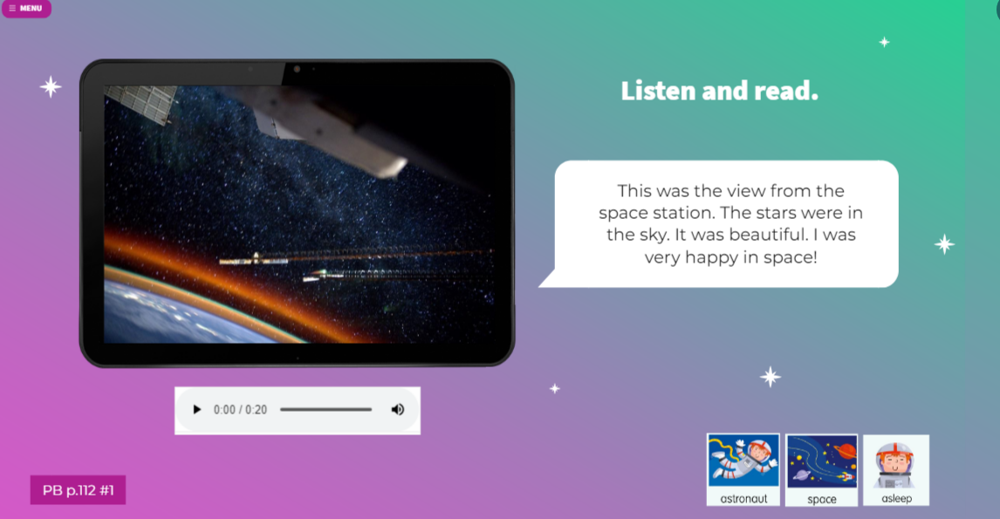 MENU
Listen and read.
This was the view from the
space station. The stars were in
the sky. It was beautiful. I was
very happy in space!
0:00 / 0:20
PB p.112 #1
astronaut
space
asleep